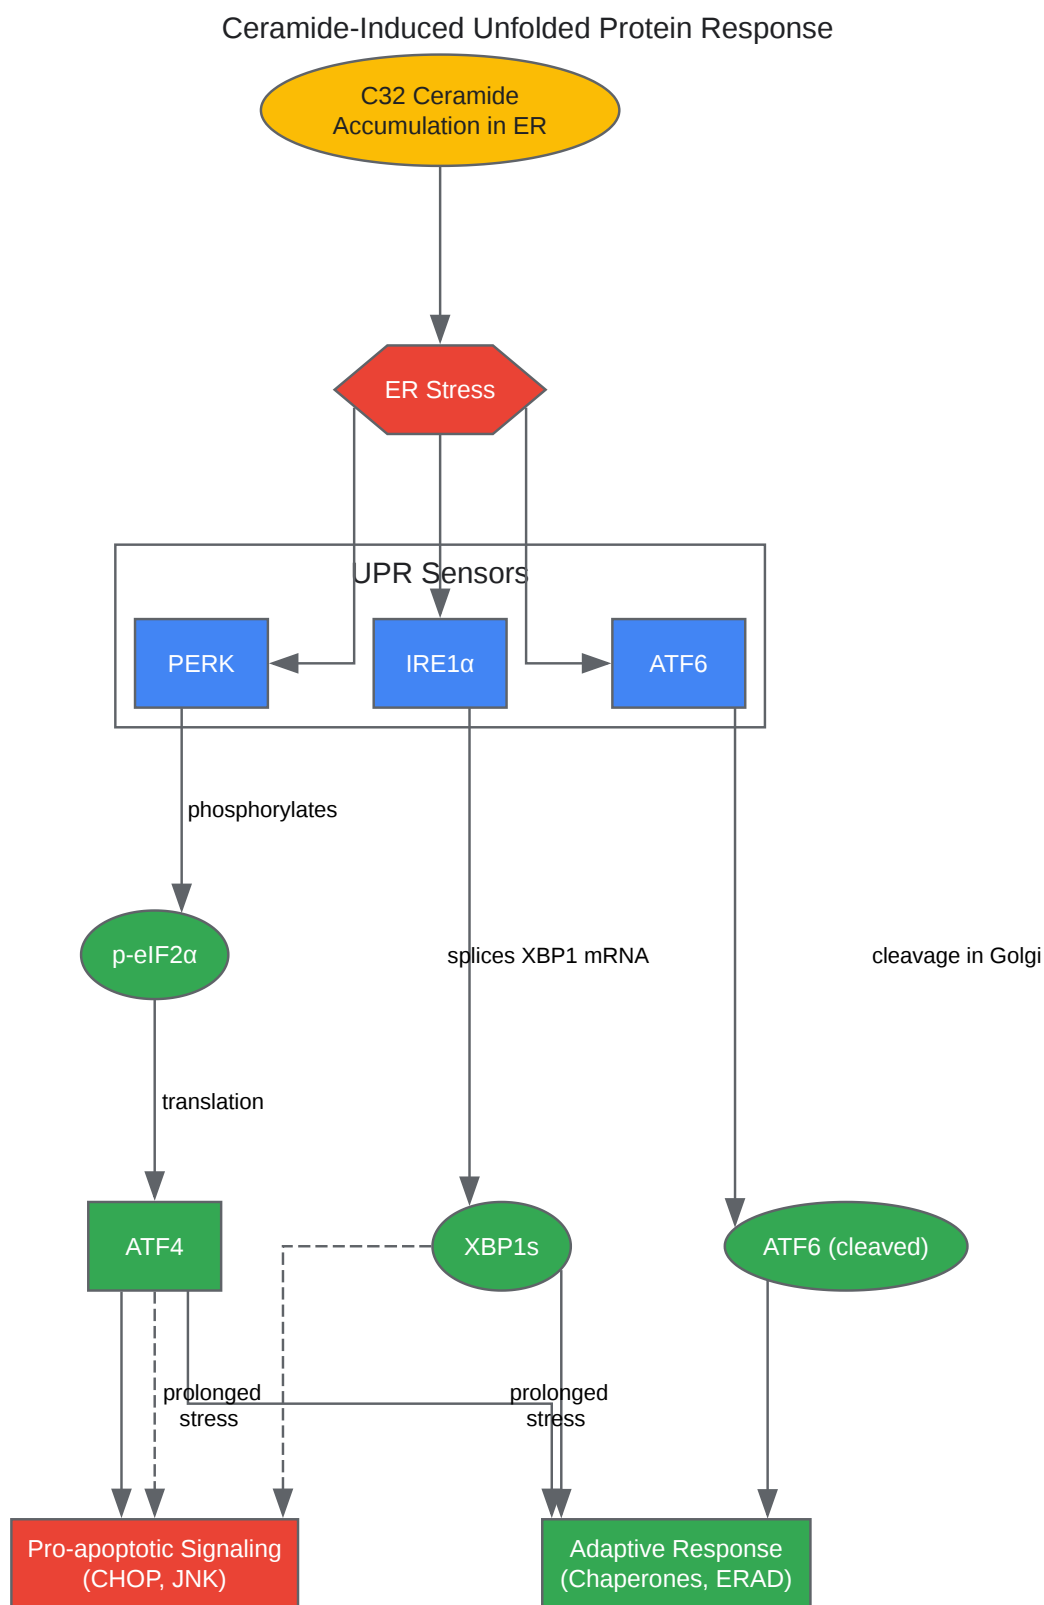 Ceramide-Induced Unfolded Protein Response
C32 Ceramide
Accumulation in ER
ER Stress
UPR Sensors
PERK
IRE1α
ATF6
phosphorylates
p-eIF2α
splices XBP1 mRNA
cleavage in Golgi
translation
ATF4
XBP1s
ATF6 (cleaved)
prolonged
stress
prolonged
stress
Pro-apoptotic Signaling
(CHOP, JNK)
Adaptive Response
(Chaperones, ERAD)